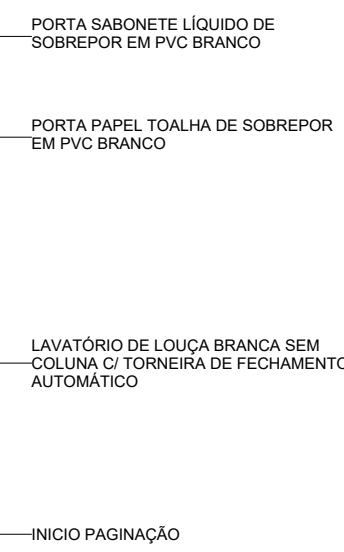 PORTA SABONETE LÍQUIDO DE
SOBREPOR EM PVC BRANCO
PORTA PAPEL TOALHA DE SOBREPOR
EM PVC BRANCO
LAVATÓRIO DE LOUÇA BRANCA SEM
COLUNA C/ TORNEIRA DE FECHAMENTO
AUTOMÁTICO
INICIO PAGINAÇÃO